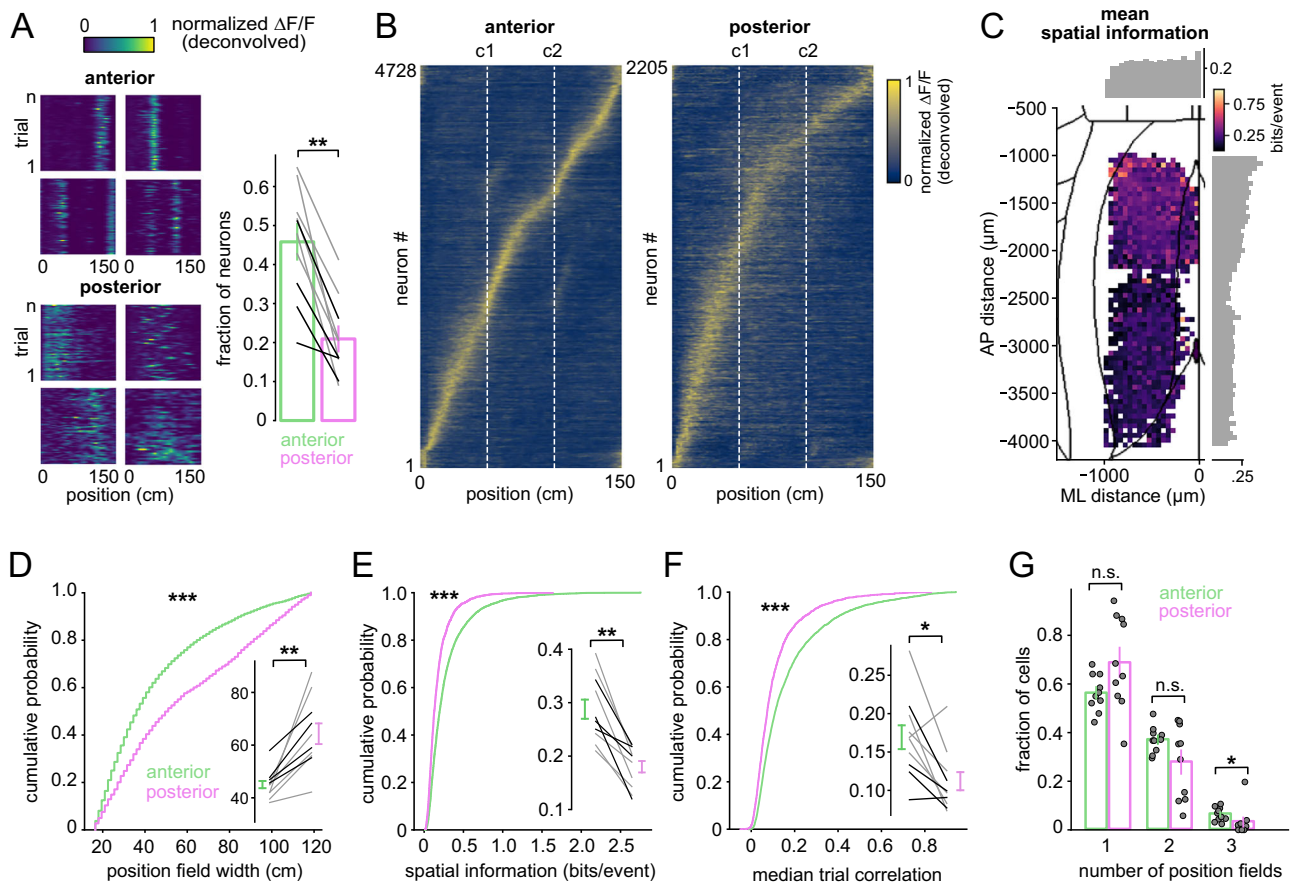 A
0
1
normalized ΔF/F
(deconvolved)
anterior
n
trial
1
0
150
0
150
posterior
n
trial
1
0
150
0
150
position (cm)
**
fraction of neurons
0.6
0.5
0.4
0.3
0.2
0.1
0
anterior
posterior
B
anterior
posterior
c1
c2
c1
c2
4728
neuron #
1
0
150
position (cm)
2205
neuron #
1
0
150
position (cm)
1
0
normalized ΔF/F
(deconvolved)
C
mean
spatial information
0.2
0.75
0.25
bits/event
AP distance (µm)
−500
−1000
−1500
−2000
−2500
−3000
−3500
−4000
−1000
0
.25
ML distance (µm)
D
***
cumulative probability
1.0
0.8
0.6
0.4
0.2
0
20
40
60
80
100
120
position field width (cm)
anterior
posterior
**
80
60
40
E
***
cumulative probability
1.0
0.8
0.6
0.4
0.2
0
0
0.5
1.0
1.5
2.0
2.5
spatial information (bits/event)
**
0.4
0.3
0.2
0.1
F
***
cumulative probability
1.0
0.8
0.6
0.4
0.2
0
0
0.2
0.4
0.6
0.8
median trial correlation
*
0.25
0.20
0.15
0.10
G
n.s.
anterior
posterior
n.s.
*
fraction of cells
0.8
0.6
0.4
0.2
0
1
2
3
number of position fields